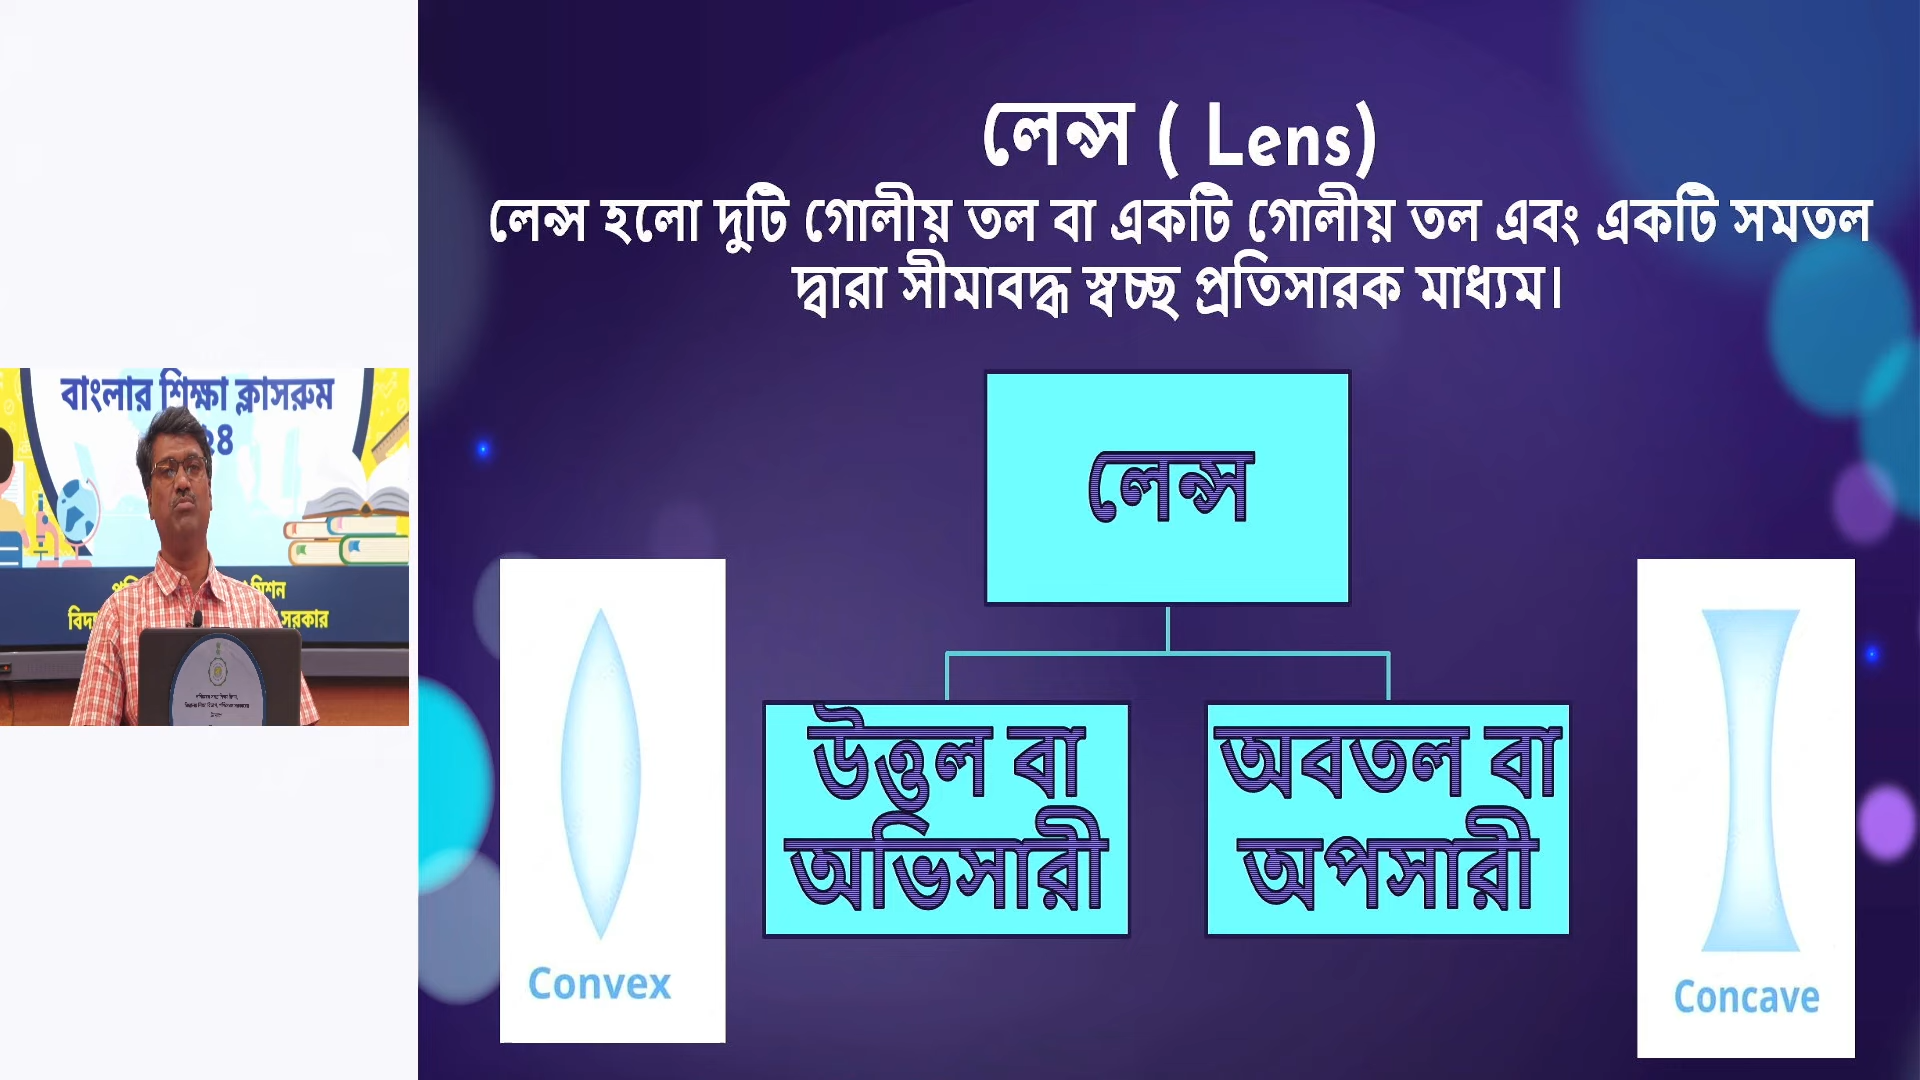 লেন্স ( Lens)
লেন্স হলো দুটি গোলীয় তল বা একটি গোলীয় তল এবং একটি সমতল
দ্বারা সীমাবদ্ধ স্বচ্ছ প্রতিসারক মাধ্যম।
লেন্স
উত্তুল বা
অভিসারী
অবতল বা
অপসারী
Convex
Concave
বাংলার শিক্ষা ক্লাসরুম
সরকার